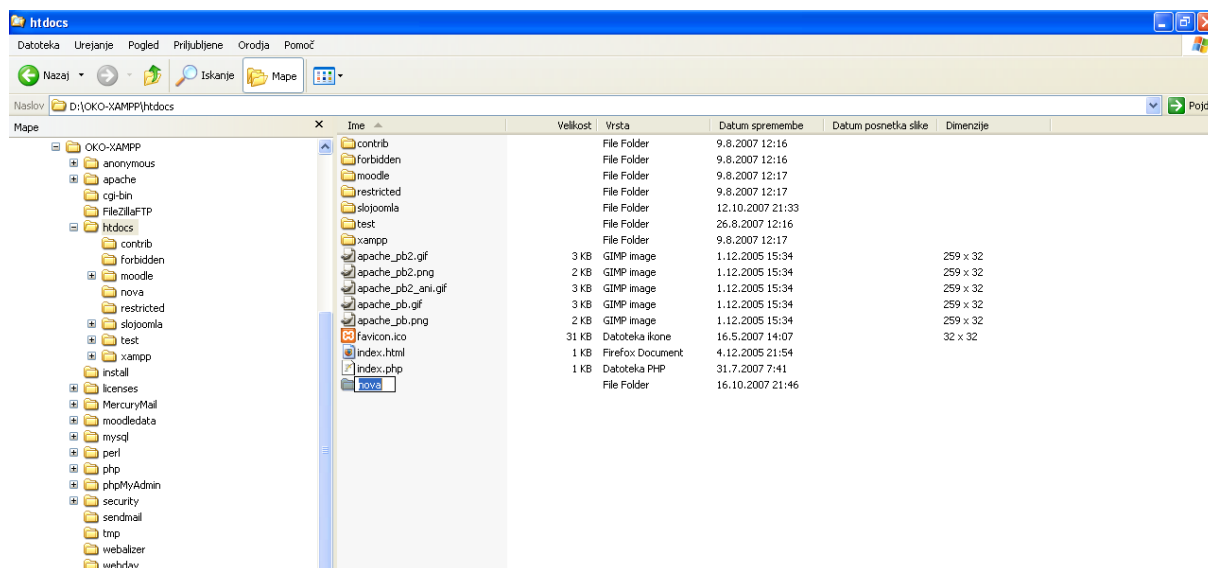 htdocs
Datoteka Urejanje Pogled Priljubljene Orodja Pomoč
Nazaj Iskanje Mape
Naslov D:\OKO-XAMPP\htdocs Pojd
Mape
OKO-XAMPP
anonymous
apache
cgi-bin
FileZillaFTP
htdocs
contrib
forbidden
moodle
nova
restricted
slojoomla
test
xampp
install
licenses
MercuryMail
moodledata
mysql
perl
php
phpMyAdmin
security
sendmail
tmp
webalizer
webdav
Ime Velikost Vrsta Datum spremembe Datum posnetka slike Dimenzije
contrib File Folder 9.8.2007 12:16
forbidden File Folder 9.8.2007 12:16
moodle File Folder 9.8.2007 12:17
restricted File Folder 9.8.2007 12:17
slojoomla File Folder 12.10.2007 21:33
test File Folder 26.8.2007 12:16
xampp File Folder 9.8.2007 12:17
apache_pb2.gif 3 KB GIMP image 1.12.2005 15:34 259 x 32
apache_pb2.png 2 KB GIMP image 1.12.2005 15:34 259 x 32
apache_pb2_ani.gif 3 KB GIMP image 1.12.2005 15:34 259 x 32
apache_pb.gif 3 KB GIMP image 1.12.2005 15:34 259 x 32
apache_pb.png 2 KB GIMP image 1.12.2005 15:34 259 x 32
favicon.ico 31 KB Datoteka ikone 16.5.2007 14:07 32 x 32
index.html 1 KB Firefox Document 4.12.2005 21:54
index.php 1 KB Datoteka PHP 31.7.2007 7:41
nova File Folder 16.10.2007 21:46